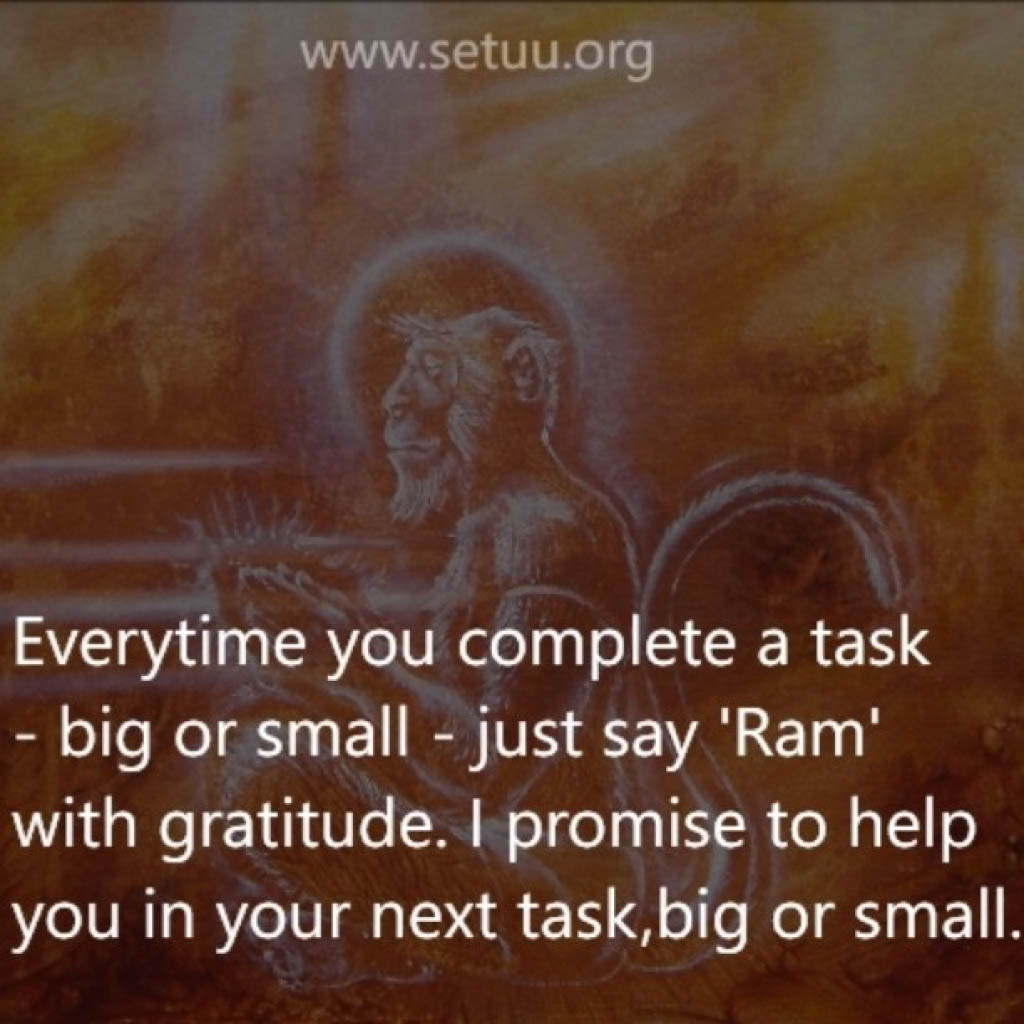 www.setuu.org
Everytime you complete a task
- big or small - just say 'Ram'
with gratitude. I promise to help
you in your next task,big or small.